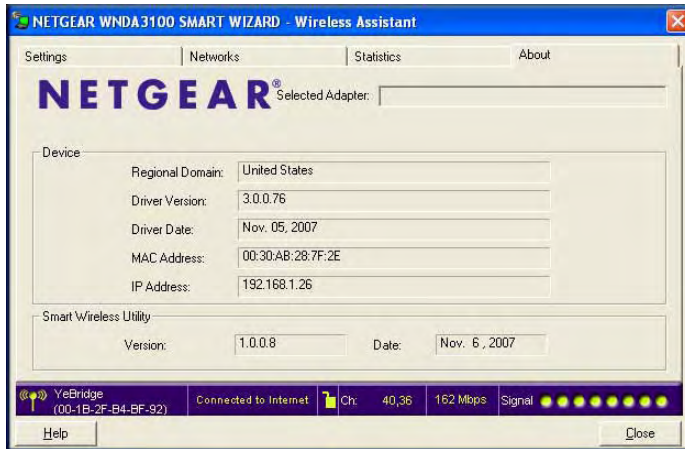 NETGEAR WNDA3100 SMART WIZARD - Wireless Assistant
Settings Networks Statistics About
NETGEAR® Selected Adapter:
Device
Regional Domain: United States
Driver Version: 3.0.0.76
Driver Date: Nov. 05, 2007
MAC Address: 00:30:AB:28:7F:2E
IP Address: 192.168.1.26
Smart Wireless Utility
Version: 1.0.0.8 Date: Nov. 6 , 2007
YeBridge
(00-1B-2F-B4-BF-92) Connected to Internet Ch: 40,36 162 Mbps Signal
Help Close